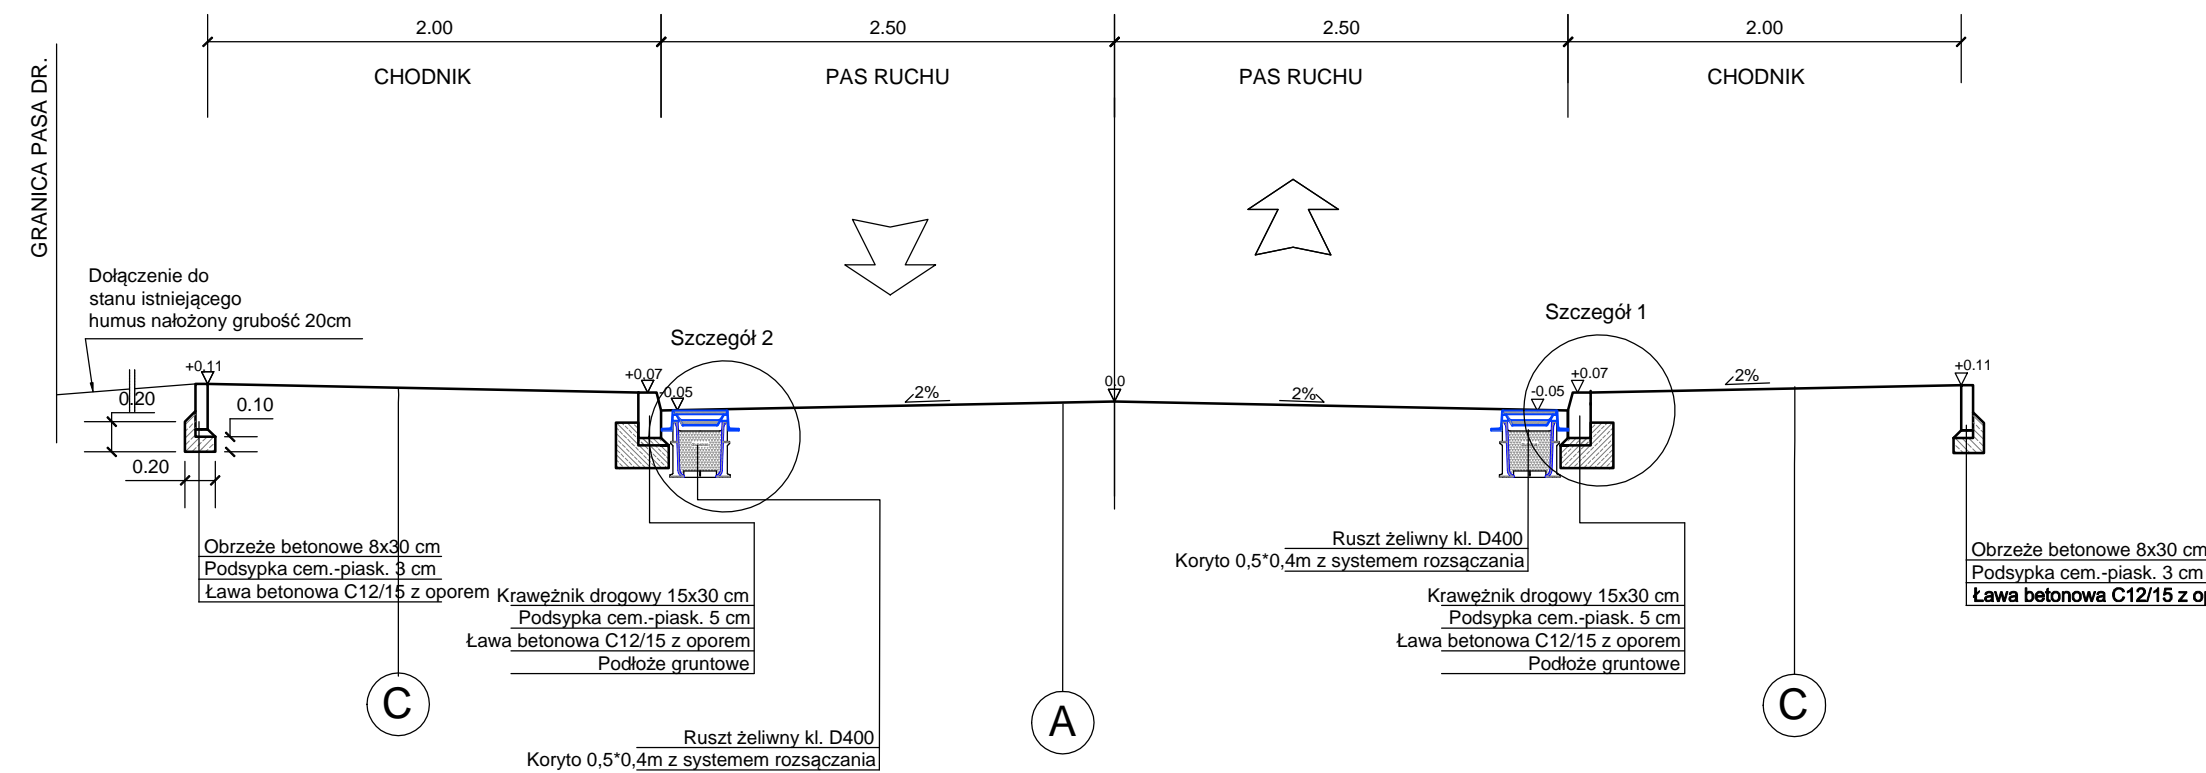 2.00
2.50
2.50
2.00
CHODNIK
PAS RUCHU
PAS RUCHU
CHODNIK
GRANICA PASA DR.
Dołączenie do
stanu istniejącego
humus nałożony grubość 20cm
Szczegół 2
Szczegół 1
+0.11
+0.07
-0.05
2%
0.0
2%
-0.05
+0.07
2%
+0.11
0.20
0.10
0.20
Obrzeże betonowe 8x30 cm
Podsypka cem.-piask. 3 cm
Ława betonowa C12/15 z oporem
Krawężnik drogowy 15x30 cm
Podsypka cem.-piask. 5 cm
Ława betonowa C12/15 z oporem
Podłoże gruntowe
Ruszt żeliwny kl. D400
Koryto 0,5*0,4m z systemem rozsączania
Ruszt żeliwny kl. D400
Koryto 0,5*0,4m z systemem rozsączania
Krawężnik drogowy 15x30 cm
Podsypka cem.-piask. 5 cm
Ława betonowa C12/15 z oporem
Podłoże gruntowe
Obrzeże betonowe 8x30 cm
Podsypka cem.-piask. 3 cm
Ława betonowa C12/15 z op
C
A
C